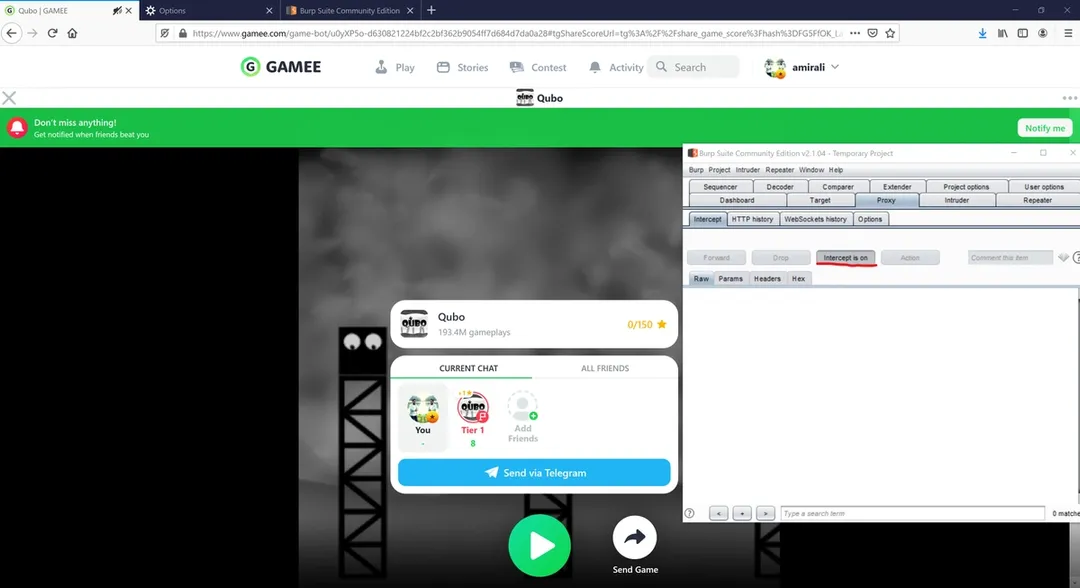 Qubo | GAMEE
Options
Burp Suite Community Edition
https://www.gamee.com/game-bot/u0yXP5o-d630821224bf2c2bf362b9054ff7d684d7da0a28#tgShareScoreUrl=tg%3A%2F%2Fshare_game_score%3Fhash%3DFG5FfOK_L
GAMEE
Play
Stories
Contest
Activity
Search
amirali
Qubo
Don't miss anything!
Get notified when friends beat you
Notify me
Burp Suite Community Edition v2.1.04 - Temporary Project
Burp Project Intruder Repeater Window Help
Sequencer Decoder Comparer Extender Project options User options
Dashboard Target Proxy Intruder Repeater
Intercept HTTP history WebSockets history Options
Forward Drop Intercept is on Action Comment this item
Raw Params Headers Hex
Qubo
193.4M gameplays
0/150
CURRENT CHAT
ALL FRIENDS
You
-
Tier 1
8
Add
Friends
Send via Telegram
Send Game
< + > Type a search term 0 matche